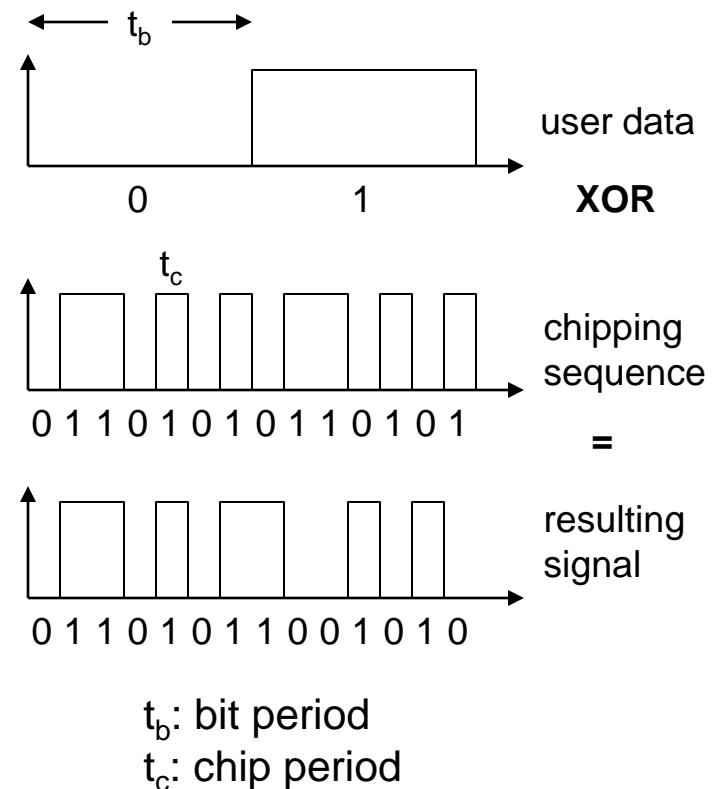 t_b
user data
0 1 XOR
t_c
chipping
sequence
0 1 1 0 1 0 1 0 1 1 0 1 0 1
=
resulting
signal
0 1 1 0 1 0 1 1 0 0 1 0 1 0
t_b: bit period
t_c: chip period